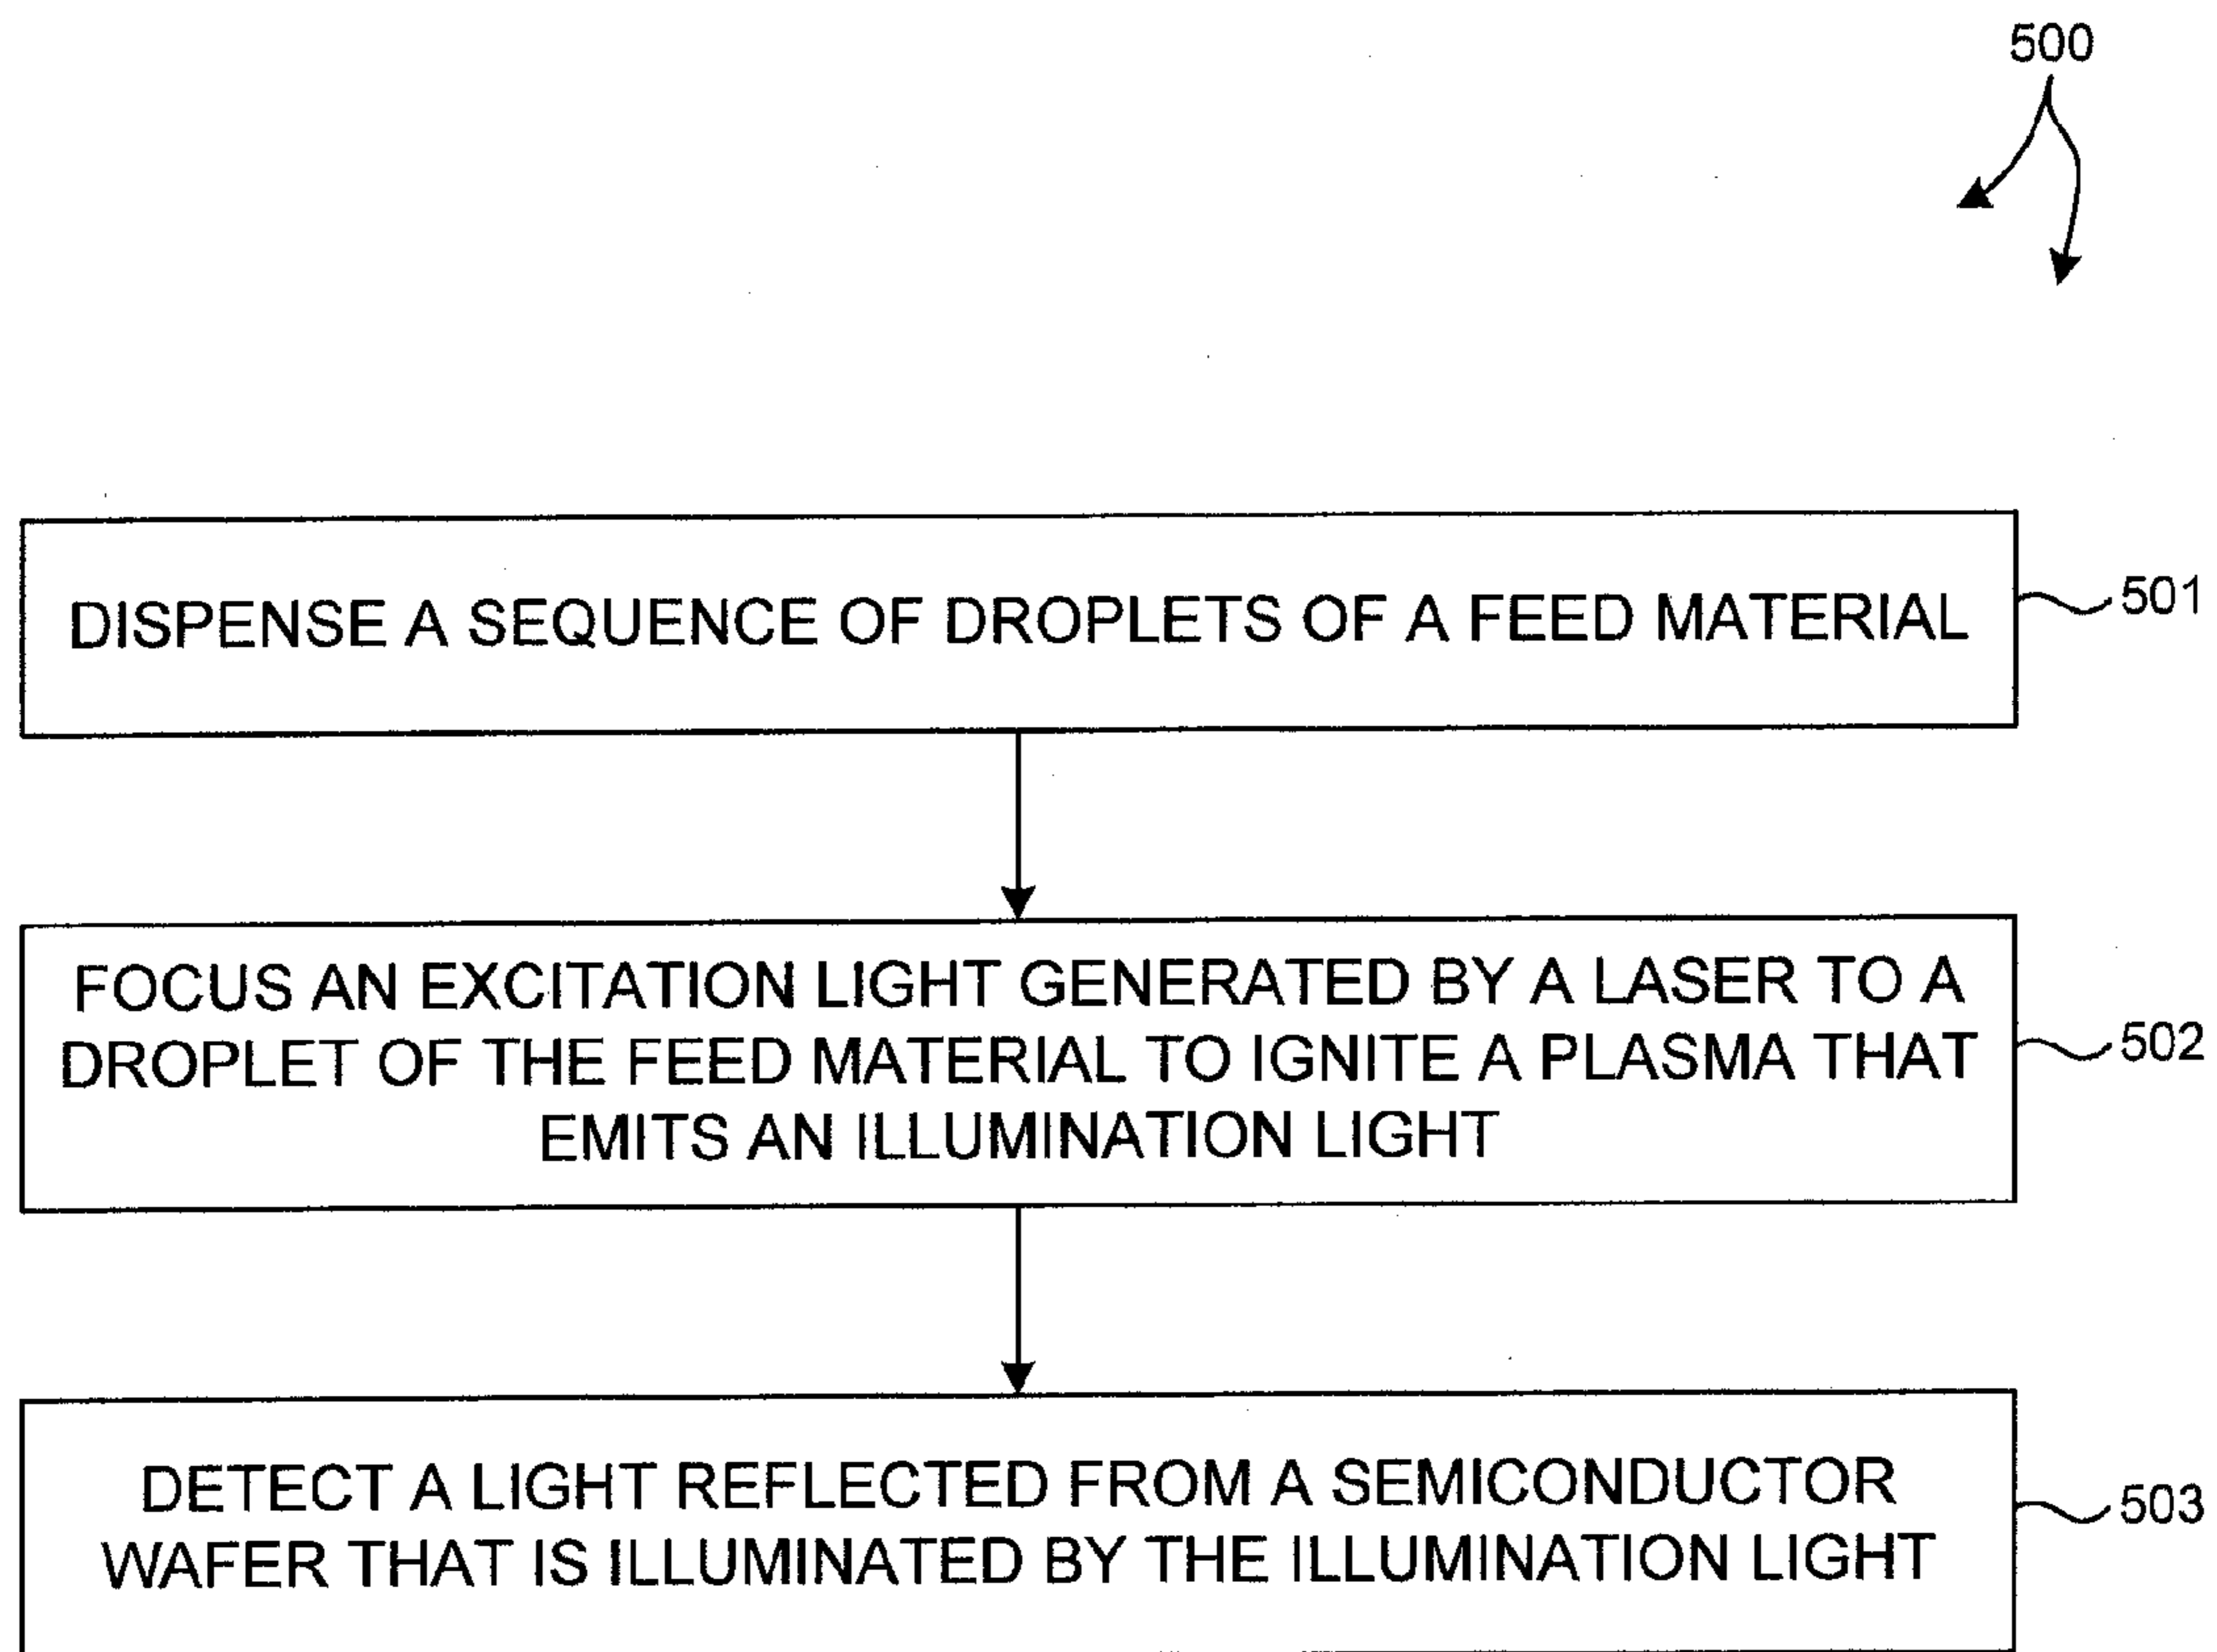 500
DISPENSE A SEQUENCE OF DROPLETS OF A FEED MATERIAL
501
FOCUS AN EXCITATION LIGHT GENERATED BY A LASER TO A
DROPLET OF THE FEED MATERIAL TO IGNITE A PLASMA THAT
EMITS AN ILLUMINATION LIGHT
502
DETECT A LIGHT REFLECTED FROM A SEMICONDUCTOR
WAFER THAT IS ILLUMINATED BY THE ILLUMINATION LIGHT
503